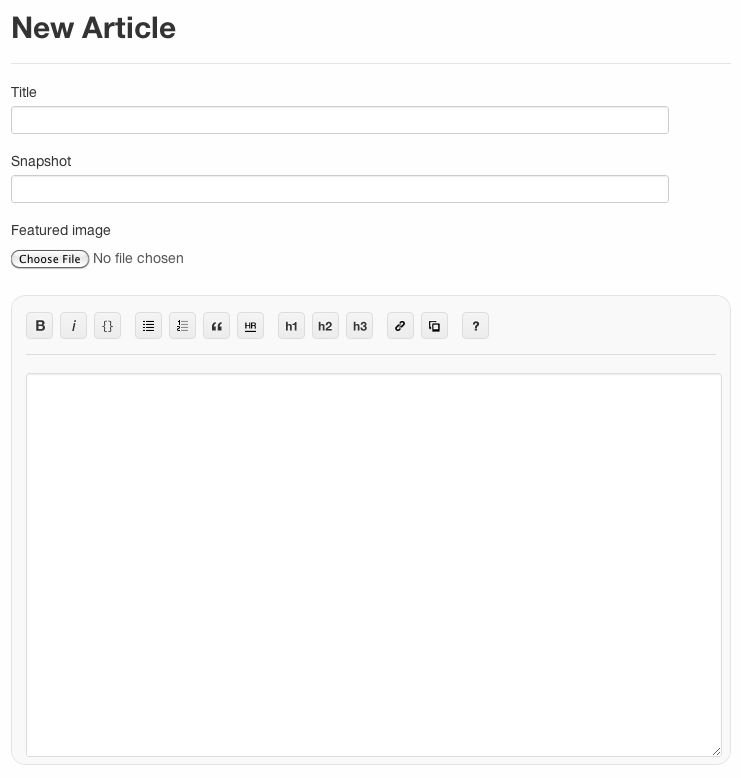 New Article
Title
Snapshot
Featured image
Choose File No file chosen
B i {} “ HR h1 h2 h3 ?